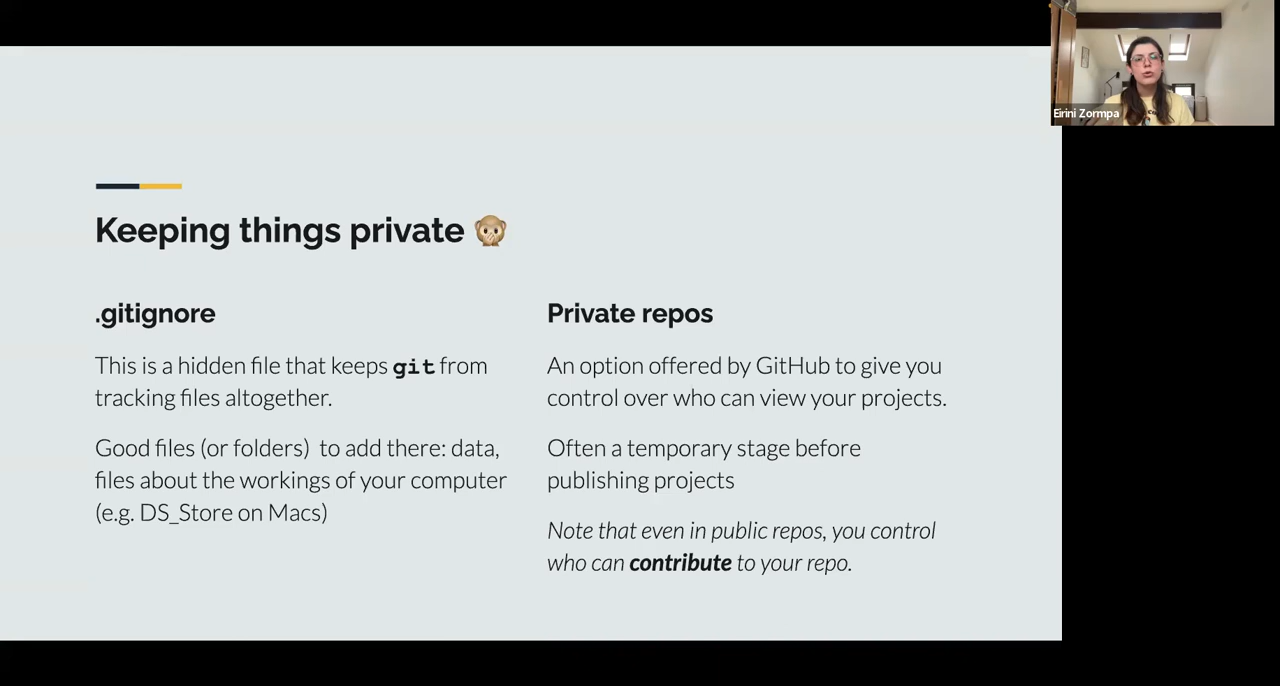 Eirini Zormpa
Keeping things private 🙊
.gitignore
This is a hidden file that keeps git from
tracking files altogether.
Good files (or folders)  to add there: data,
files about the workings of your computer
(e.g. DS_Store on Macs)
Private repos
An option offered by GitHub to give you
control over who can view your projects.
Often a temporary stage before
publishing projects
Note that even in public repos, you control
who can contribute to your repo.